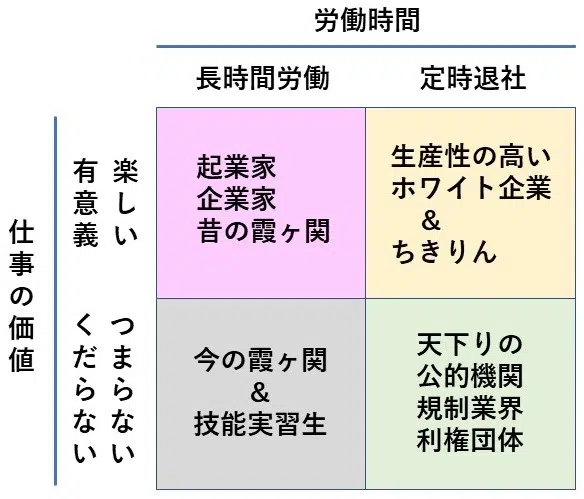 労働時間
長時間労働
定時退社
仕事の価値
楽しい
有意義
起業家
企業家
昔の霞ヶ関
生産性の高い
ホワイト企業
&
ちきりん
つまらない
くだらない
今の霞ヶ関
&
技能実習生
天下りの
公的機関
規制業界
利権団体